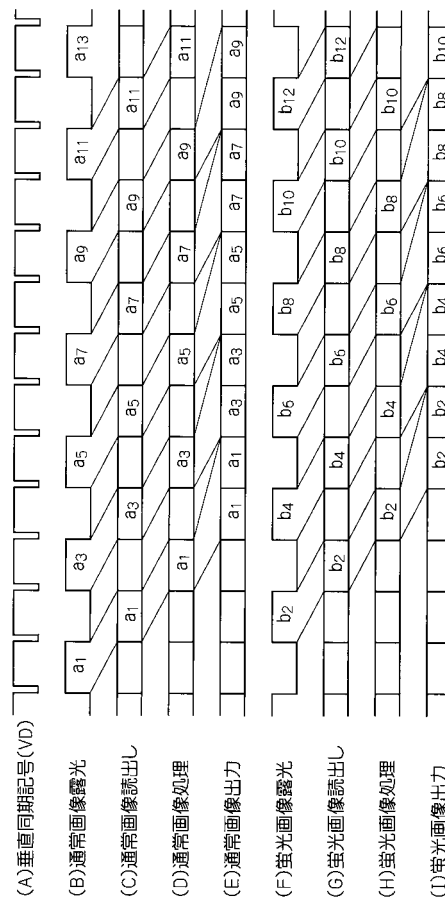 (A)垂直同期記号(VD)
(B)通常画像露光 a1 a3 a5 a7 a9 a11 a13
(C)通常画像読出し a1 a3 a5 a7 a9 a11
(D)通常画像処理 a1 a3 a5 a7 a9 a11
(E)通常画像出力 a1 a1 a3 a3 a5 a5 a7 a7 a9 a9
(F)蛍光画像露光 b2 b4 b6 b8 b10 b12
(G)蛍光画像読出し b2 b4 b6 b8 b10 b12
(H)蛍光画像処理 b2 b4 b6 b8 b10
(I)蛍光画像出力 b2 b2 b4 b4 b6 b6 b8 b8 b10